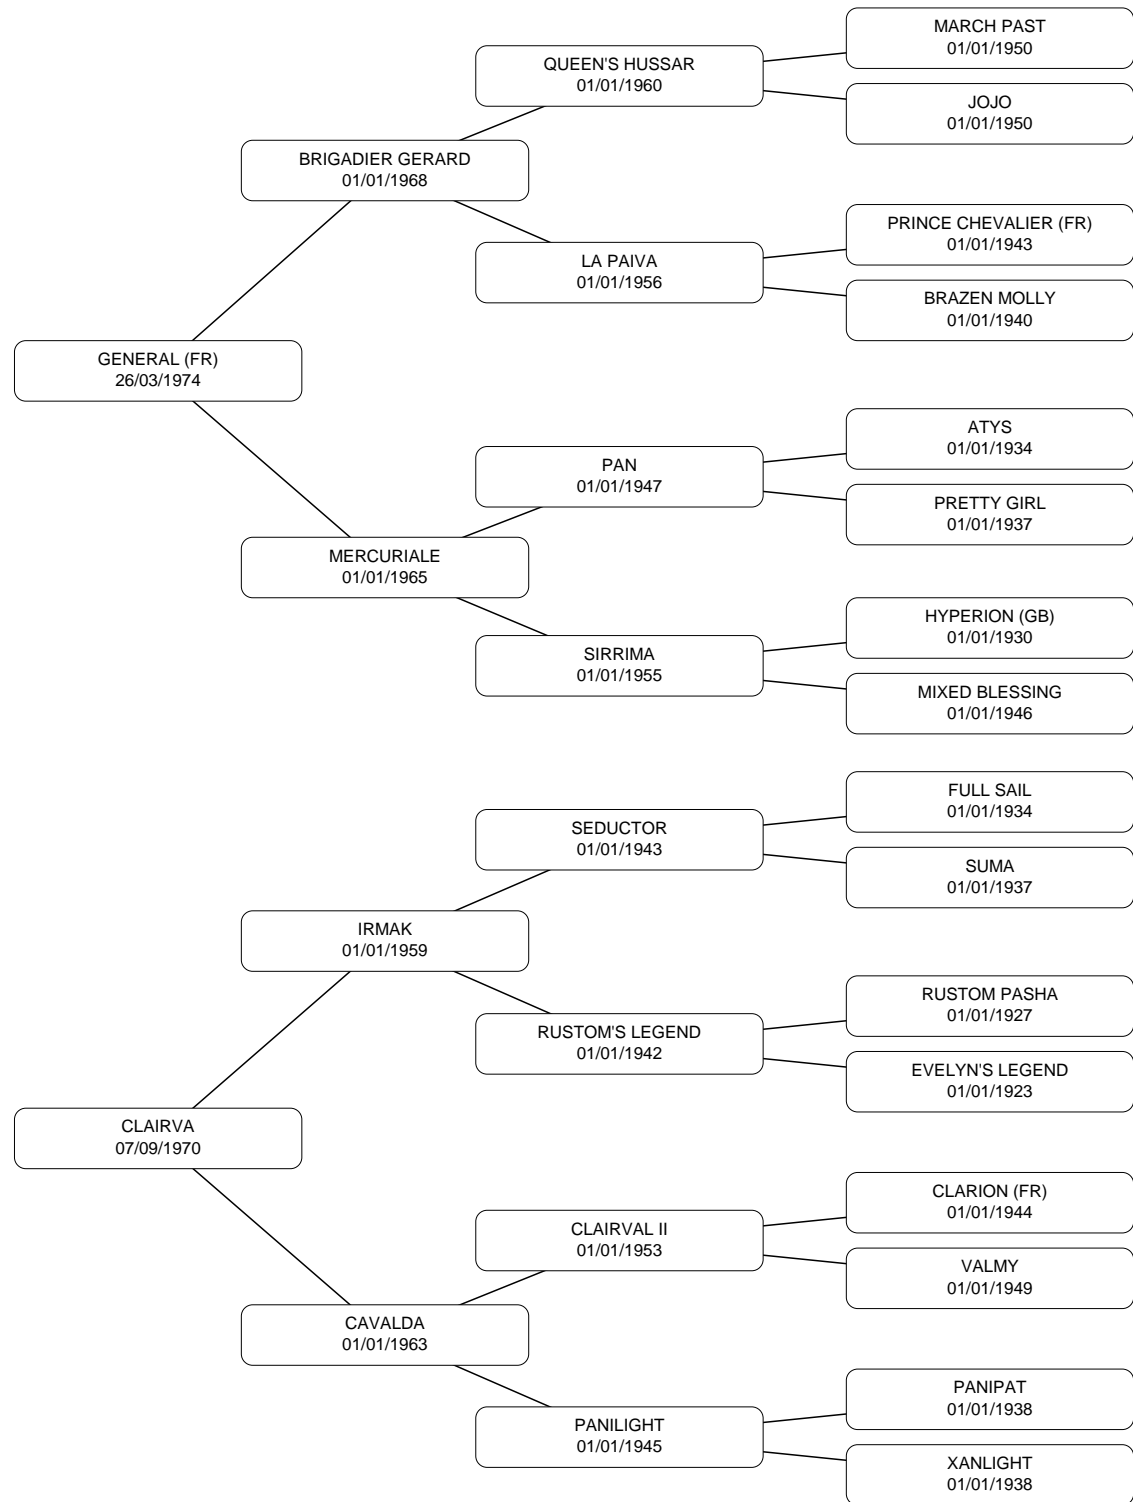 MARCH PAST
01/01/1950
QUEEN'S HUSSAR
01/01/1960
JOJO
01/01/1950
BRIGADIER GERARD
01/01/1968
PRINCE CHEVALIER (FR)
01/01/1943
LA PAIVA
01/01/1956
BRAZEN MOLLY
01/01/1940
GENERAL (FR)
26/03/1974
ATYS
01/01/1934
PAN
01/01/1947
PRETTY GIRL
01/01/1937
MERCURIALE
01/01/1965
HYPERION (GB)
01/01/1930
SIRRIMA
01/01/1955
MIXED BLESSING
01/01/1946
FULL SAIL
01/01/1934
SEDUCTOR
01/01/1943
SUMA
01/01/1937
IRMAK
01/01/1959
RUSTOM PASHA
01/01/1927
RUSTOM'S LEGEND
01/01/1942
EVELYN'S LEGEND
01/01/1923
CLAIRVA
07/09/1970
CLARION (FR)
01/01/1944
CLAIRVAL II
01/01/1953
VALMY
01/01/1949
CAVALDA
01/01/1963
PANIPAT
01/01/1938
PANILIGHT
01/01/1945
XANLIGHT
01/01/1938